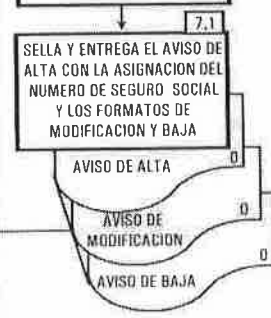 7,1
SELLA Y ENTREGA EL AVISO DE
ALTA CON LA ASIGNACION DEL
NUMERO DE SEGURO SOCIAL
Y LOS FORMATOS DE
MODIFICACION Y BAJA
AVISO DE ALTA
0
AVISO DE
MODIFICACION
0
AVISO DE BAJA
0